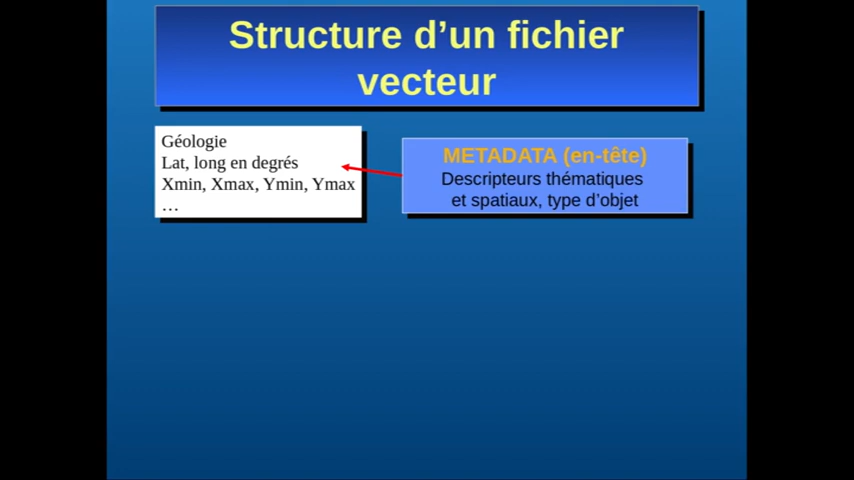 Structure d’un fichier
vecteur
Géologie
Lat, long en degrés
Xmin, Xmax, Ymin, Ymax
…
METADATA (en-tête)
Descripteurs thématiques
et spatiaux, type d’objet